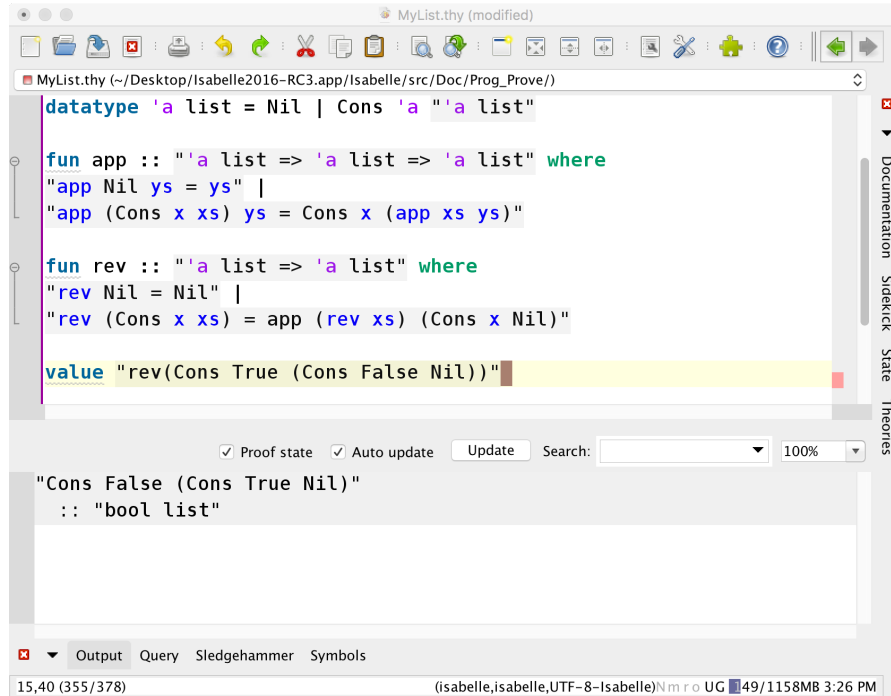 MyList.thy (modified)
MyList.thy (~/Desktop/Isabelle2016-RC3.app/Isabelle/src/Doc/Prog_Prove/)
datatype 'a list = Nil | Cons 'a "'a list"
fun app :: "'a list => 'a list => 'a list" where
"app Nil ys = ys" |
"app (Cons x xs) ys = Cons x (app xs ys)"
fun rev :: "'a list => 'a list" where
"rev Nil = Nil" |
"rev (Cons x xs) = app (rev xs) (Cons x Nil)"
value "rev(Cons True (Cons False Nil))"
Documentation
Sidekick
State
Theories
Proof state Auto update Update Search: 100%
"Cons False (Cons True Nil)"
:: "bool list"
Output Query Sledgehammer Symbols
15,40 (355/378) (isabelle,isabelle,UTF-8-Isabelle)N m r o UG 149/1158MB 3:26 PM